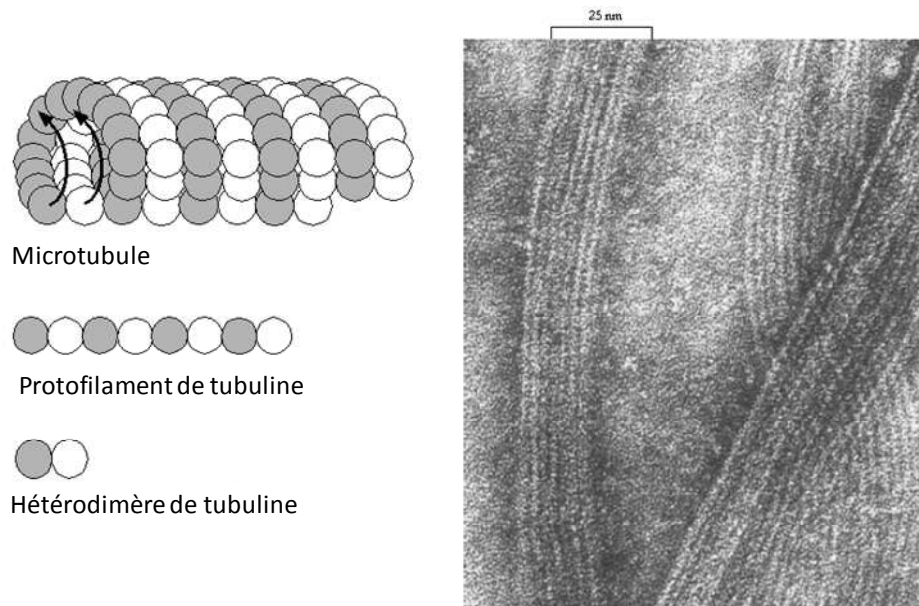 25 nm
Microtubule
Protofilament de tubuline
Hétérodimère de tubuline